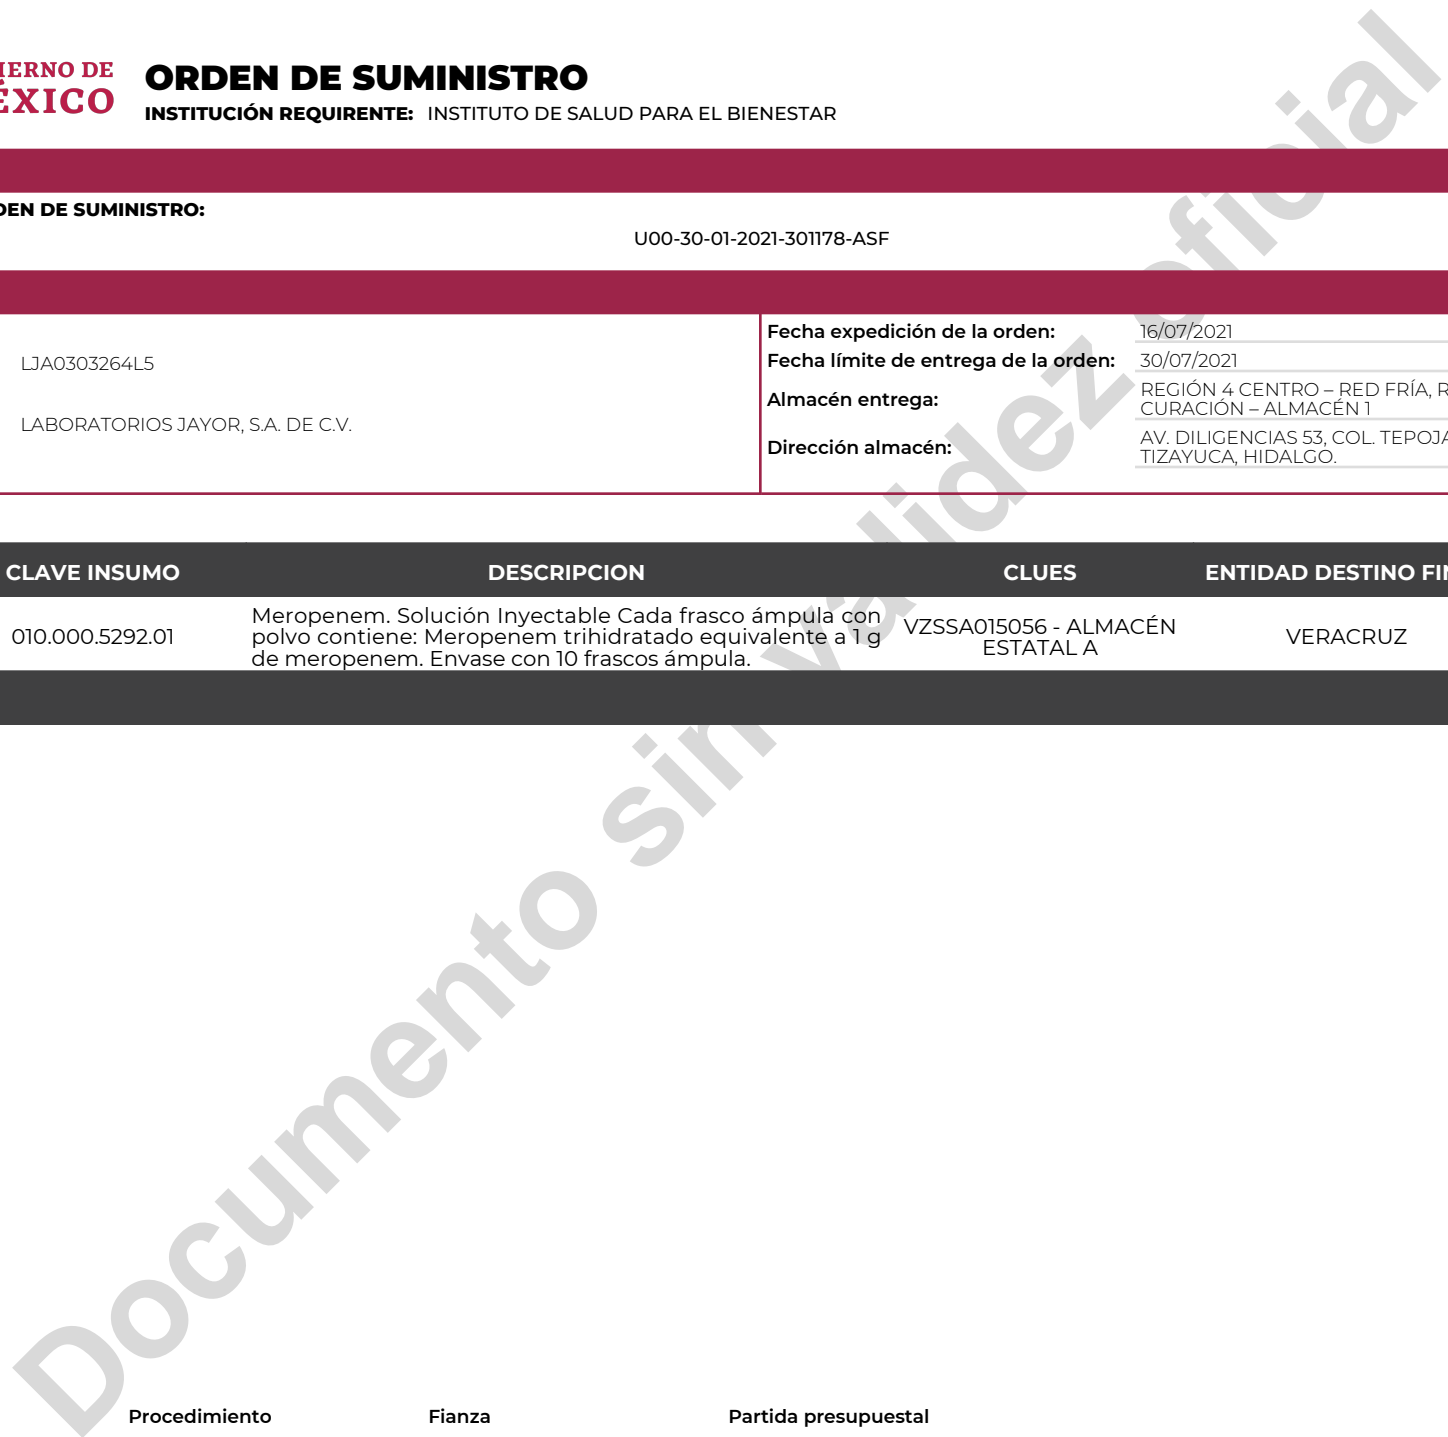 IERNO DE
ÉXICO
ORDEN DE SUMINISTRO
INSTITUCIÓN REQUIRENTE: INSTITUTO DE SALUD PARA EL BIENESTAR
DEN DE SUMINISTRO:
U00-30-01-2021-301178-ASF
LJA0303264L5
LABORATORIOS JAYOR, S.A. DE C.V.
Fecha expedición de la orden: 16/07/2021
Fecha límite de entrega de la orden: 30/07/2021
Almacén entrega: REGIÓN 4 CENTRO – RED FRÍA, R
CURACIÓN – ALMACÉN 1
Dirección almacén: AV. DILIGENCIAS 53, COL. TEPOJA
TIZAYUCA, HIDALGO.
CLAVE INSUMO DESCRIPCION CLUES ENTIDAD DESTINO FIN
010.000.5292.01
Meropenem. Solución Inyectable Cada frasco ámpula con
polvo contiene: Meropenem trihidratado equivalente a 1 g
de meropenem. Envase con 10 frascos ámpula.
VZSSA015056 - ALMACÉN
ESTATAL A
VERACRUZ
Documento sin validez oficial
Procedimiento Fianza Partida presupuestal